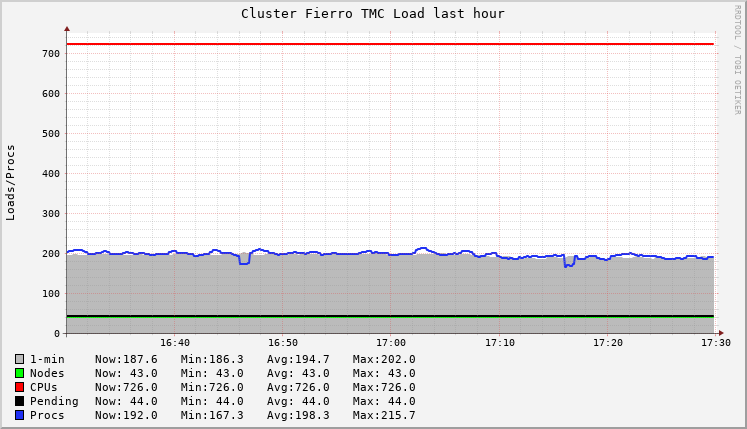 Cluster Fierro TMC Load last hour
RRDTOOL / TOBI OETIKER
Loads/Procs
700
600
500
400
300
200
100
0
16:40 16:50 17:00 17:10 17:20 17:30
1-min Now:187.6 Min:186.3 Avg:194.7 Max:202.0
Nodes Now: 43.0 Min: 43.0 Avg: 43.0 Max: 43.0
CPUs Now:726.0 Min:726.0 Avg:726.0 Max:726.0
Pending Now: 44.0 Min: 44.0 Avg: 44.0 Max: 44.0
Procs Now:192.0 Min:167.3 Avg:198.3 Max:215.7